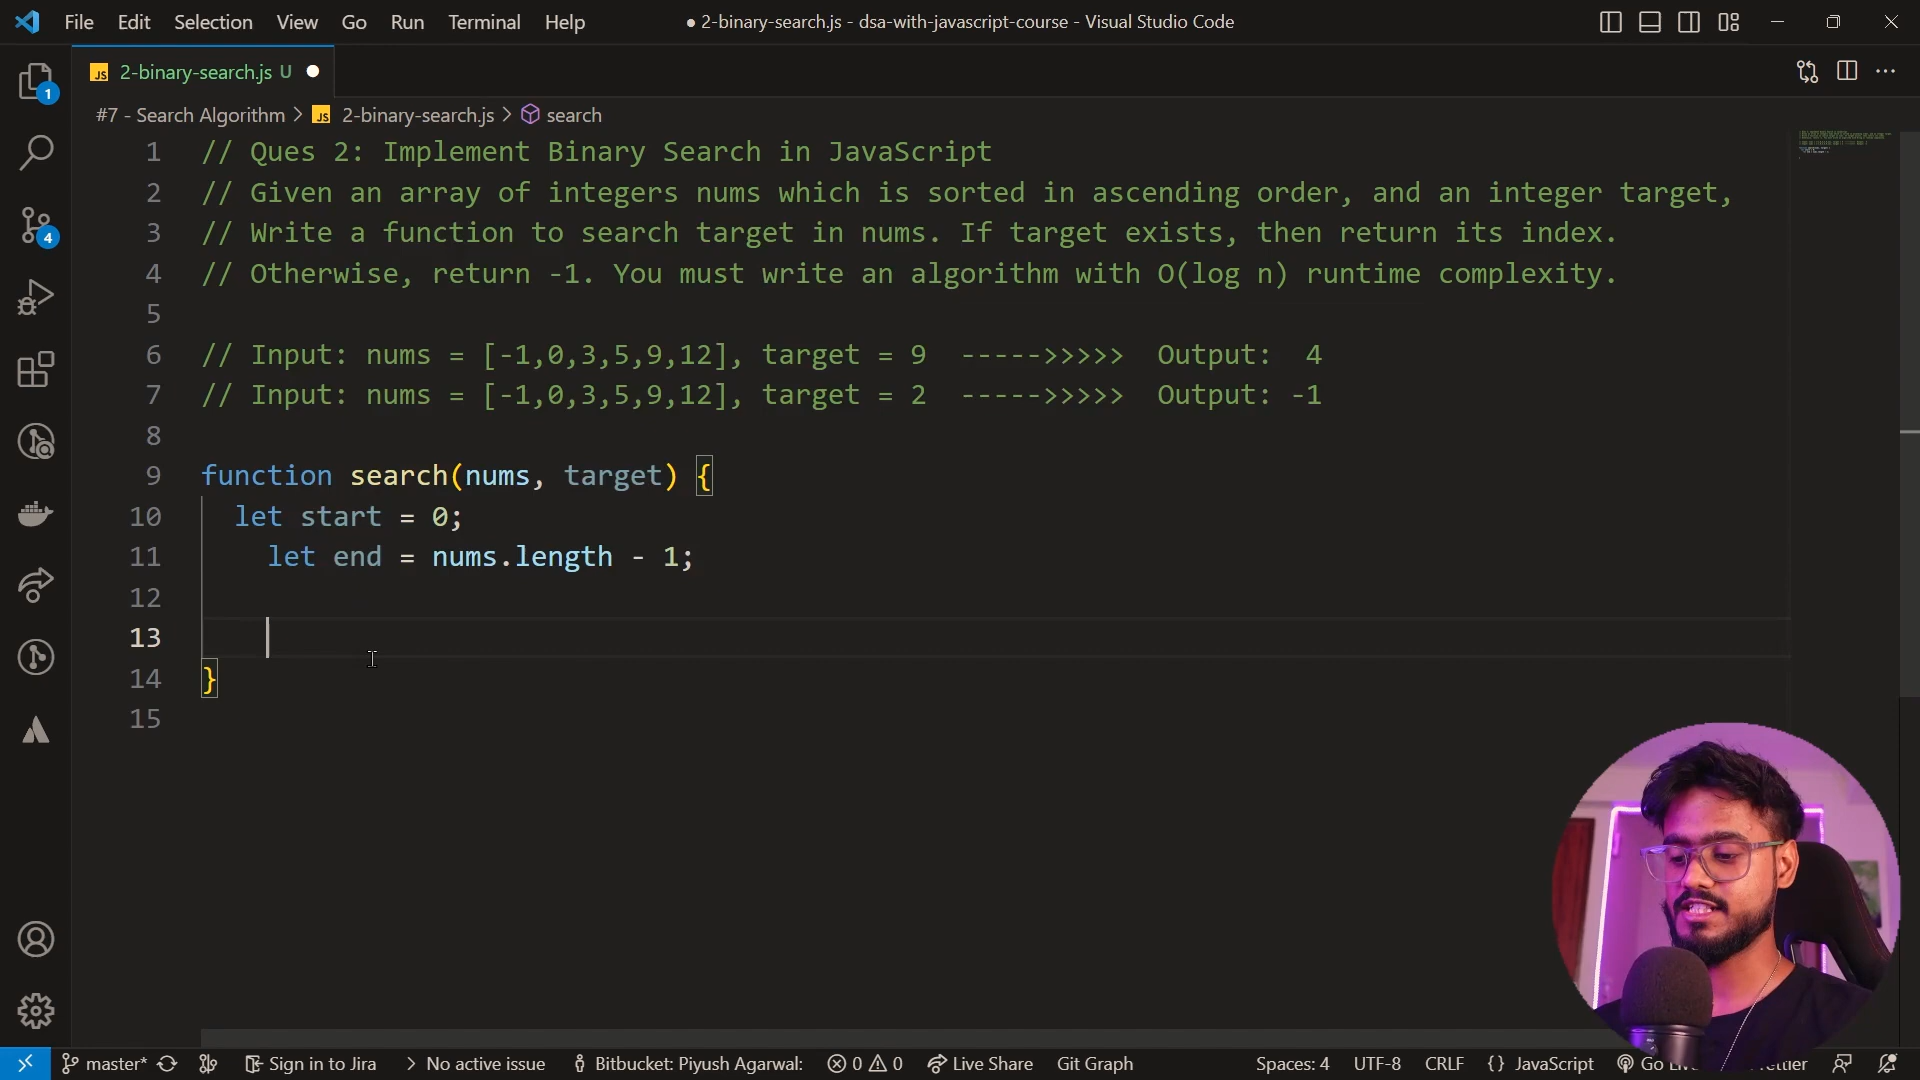 File Edit Selection View Go Run Terminal Help
● 2-binary-search.js - dsa-with-javascript-course - Visual Studio Code
JS 2-binary-search.js U
#7 - Search Algorithm > JS 2-binary-search.js > search
1
4
1 // Ques 2: Implement Binary Search in JavaScript
2 // Given an array of integers nums which is sorted in ascending order, and an integer target,
3 // Write a function to search target in nums. If target exists, then return its index.
4 // Otherwise, return -1. You must write an algorithm with O(log n) runtime complexity.
5
6 // Input: nums = [-1,0,3,5,9,12], target = 9 ----->>>>> Output: 4
7 // Input: nums = [-1,0,3,5,9,12], target = 2 ----->>>>> Output: -1
8
9 function search(nums, target) {
10 let start = 0;
11 let end = nums.length - 1;
12
13
14 }
15
master* Sign in to Jira > No active issue Bitbucket: Piyush Agarwal: 0 0 Live Share Git Graph Spaces: 4 UTF-8 CRLF {} JavaScript